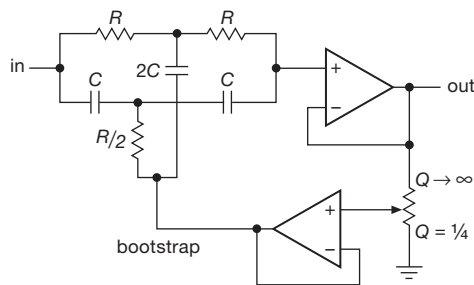 R
R
in
2C
C
C
+
−
out
R/2
Q → ∞
+
Q = ¼
−
bootstrap